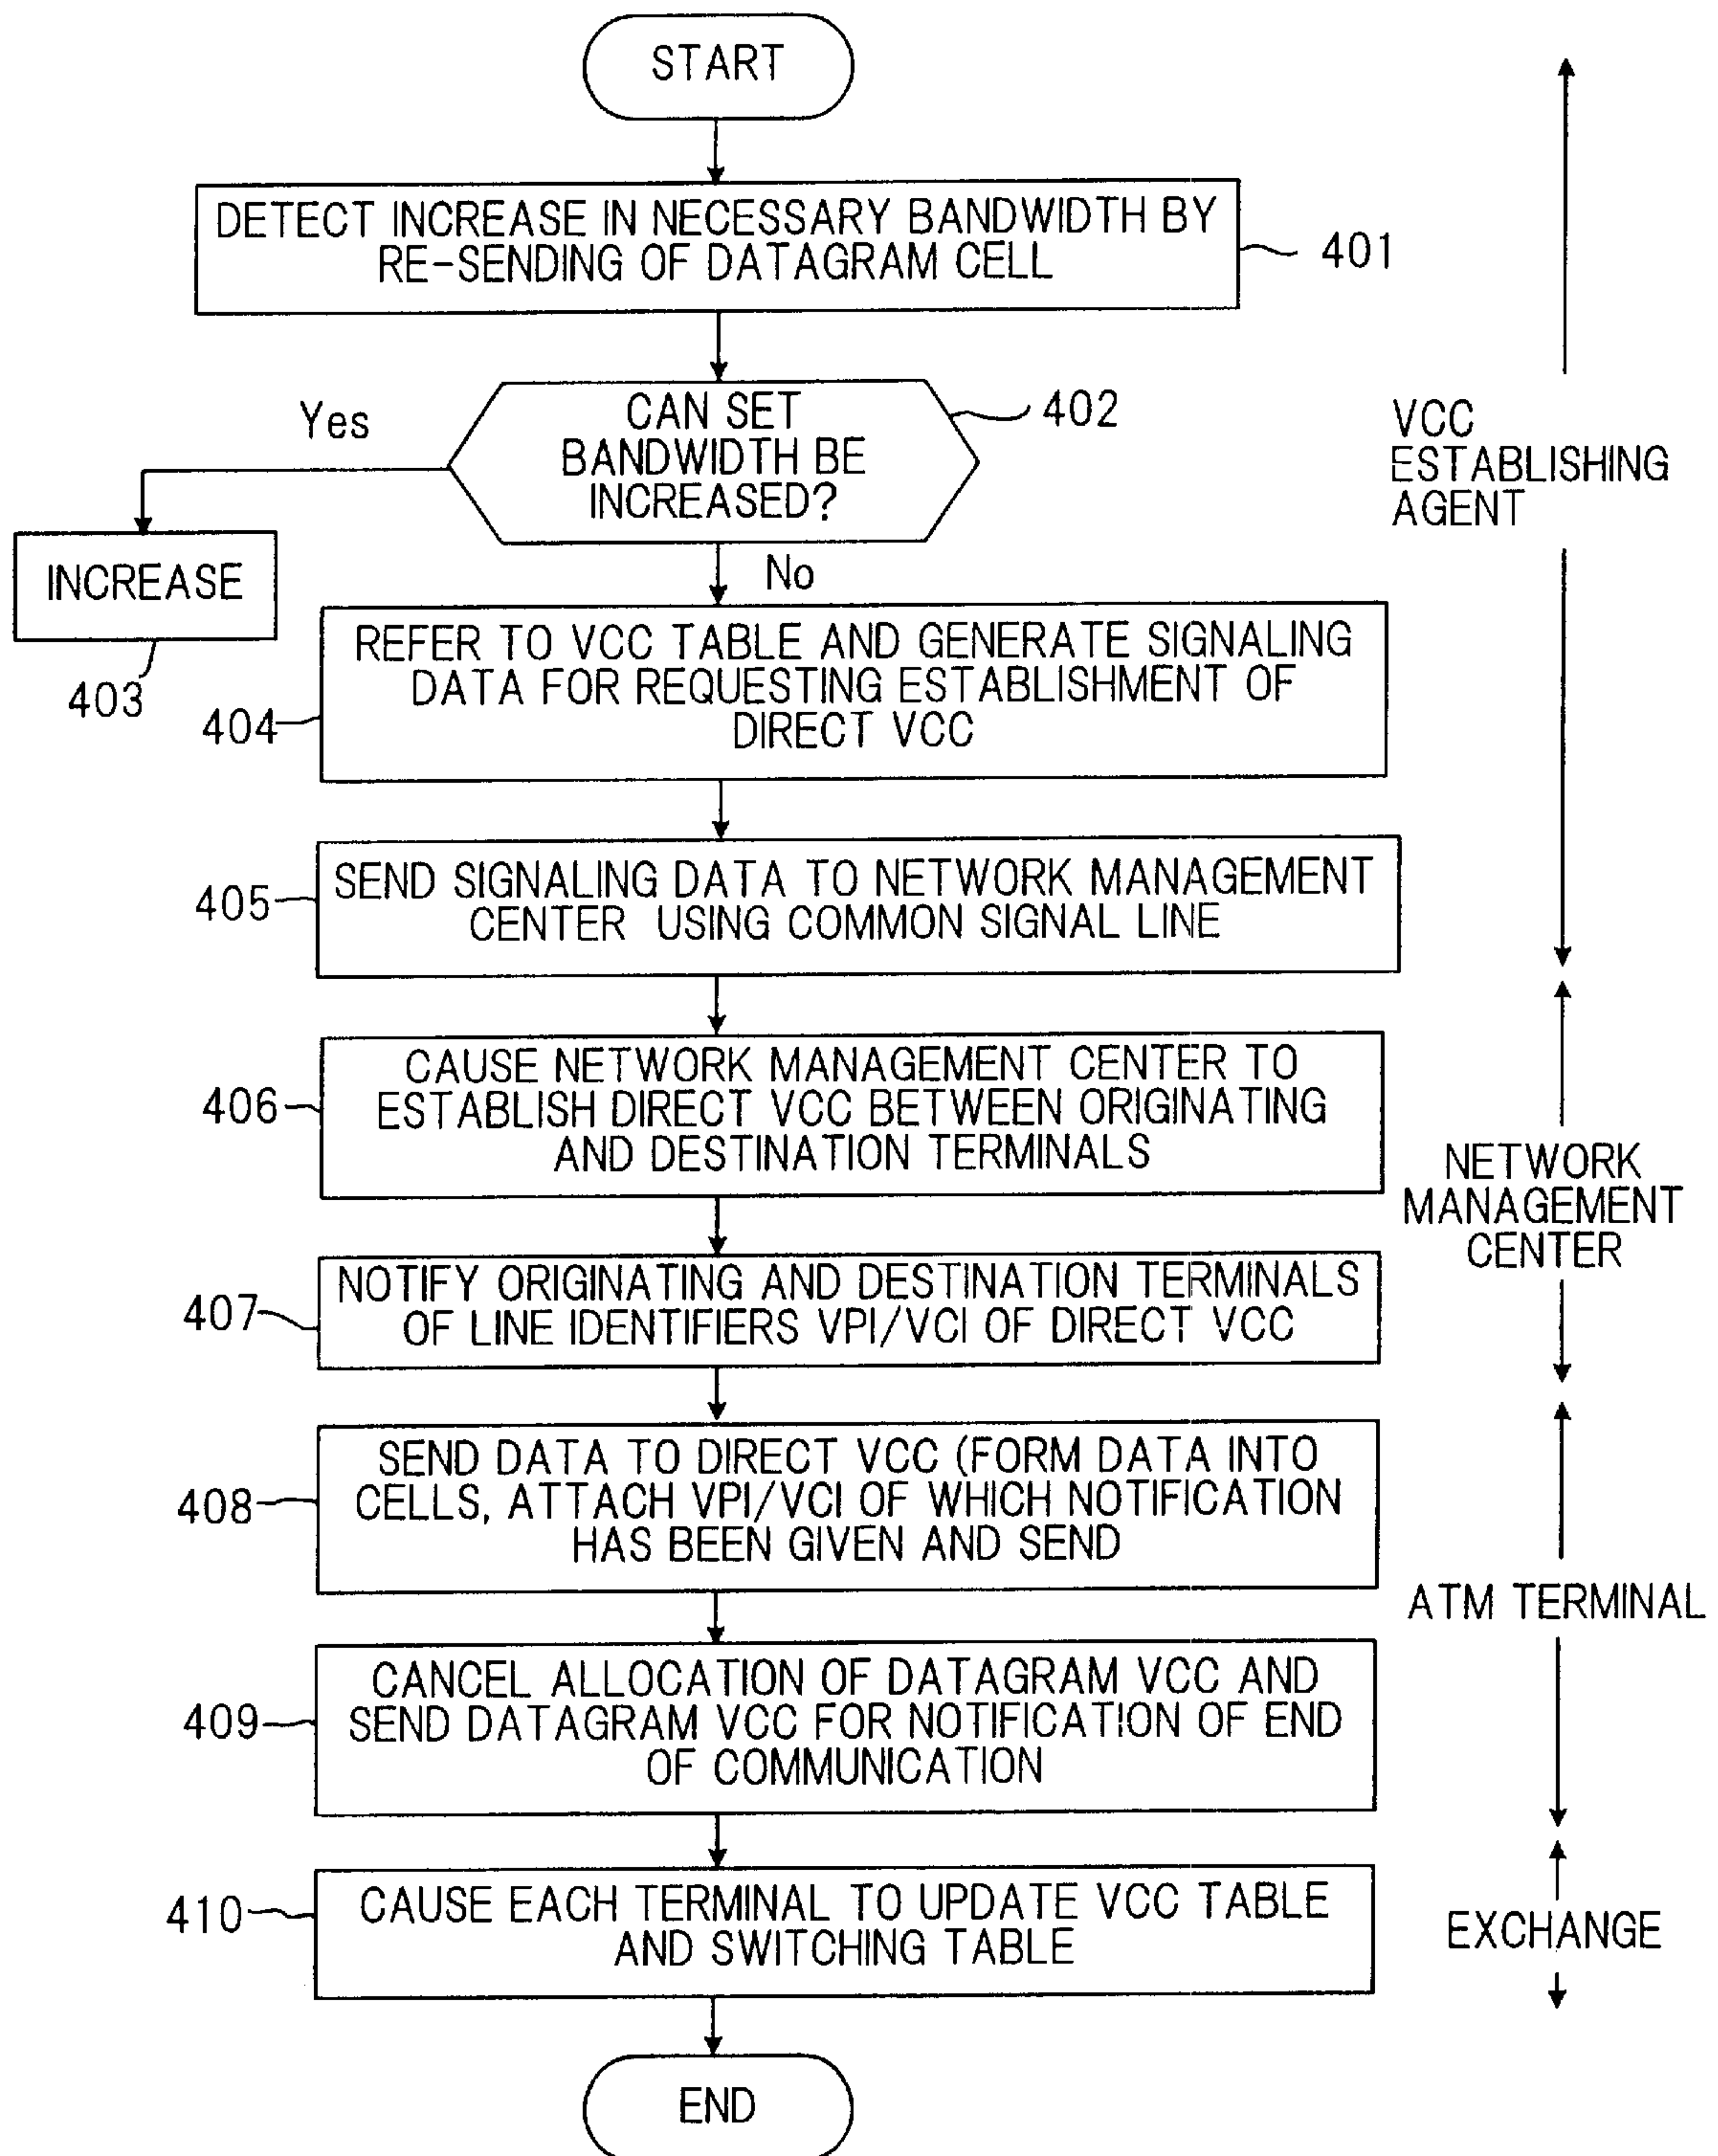 START
DETECT INCREASE IN NECESSARY BANDWIDTH BY
RE-SENDING OF DATAGRAM CELL
401
CAN SET
BANDWIDTH BE
INCREASED?
402
Yes
No
INCREASE
403
VCC
ESTABLISHING
AGENT
REFER TO VCC TABLE AND GENERATE SIGNALING
DATA FOR REQUESTING ESTABLISHMENT OF
DIRECT VCC
404
SEND SIGNALING DATA TO NETWORK MANAGEMENT
CENTER USING COMMON SIGNAL LINE
405
CAUSE NETWORK MANAGEMENT CENTER TO
ESTABLISH DIRECT VCC BETWEEN ORIGINATING
AND DESTINATION TERMINALS
406
NETWORK
MANAGEMENT
CENTER
NOTIFY ORIGINATING AND DESTINATION TERMINALS
OF LINE IDENTIFIERS VPI/VCI OF DIRECT VCC
407
SEND DATA TO DIRECT VCC (FORM DATA INTO
CELLS, ATTACH VPI/VCI OF WHICH NOTIFICATION
HAS BEEN GIVEN AND SEND
408
ATM TERMINAL
CANCEL ALLOCATION OF DATAGRAM VCC AND
SEND DATAGRAM VCC FOR NOTIFICATION OF END
OF COMMUNICATION
409
CAUSE EACH TERMINAL TO UPDATE VCC TABLE
AND SWITCHING TABLE
410
EXCHANGE
END